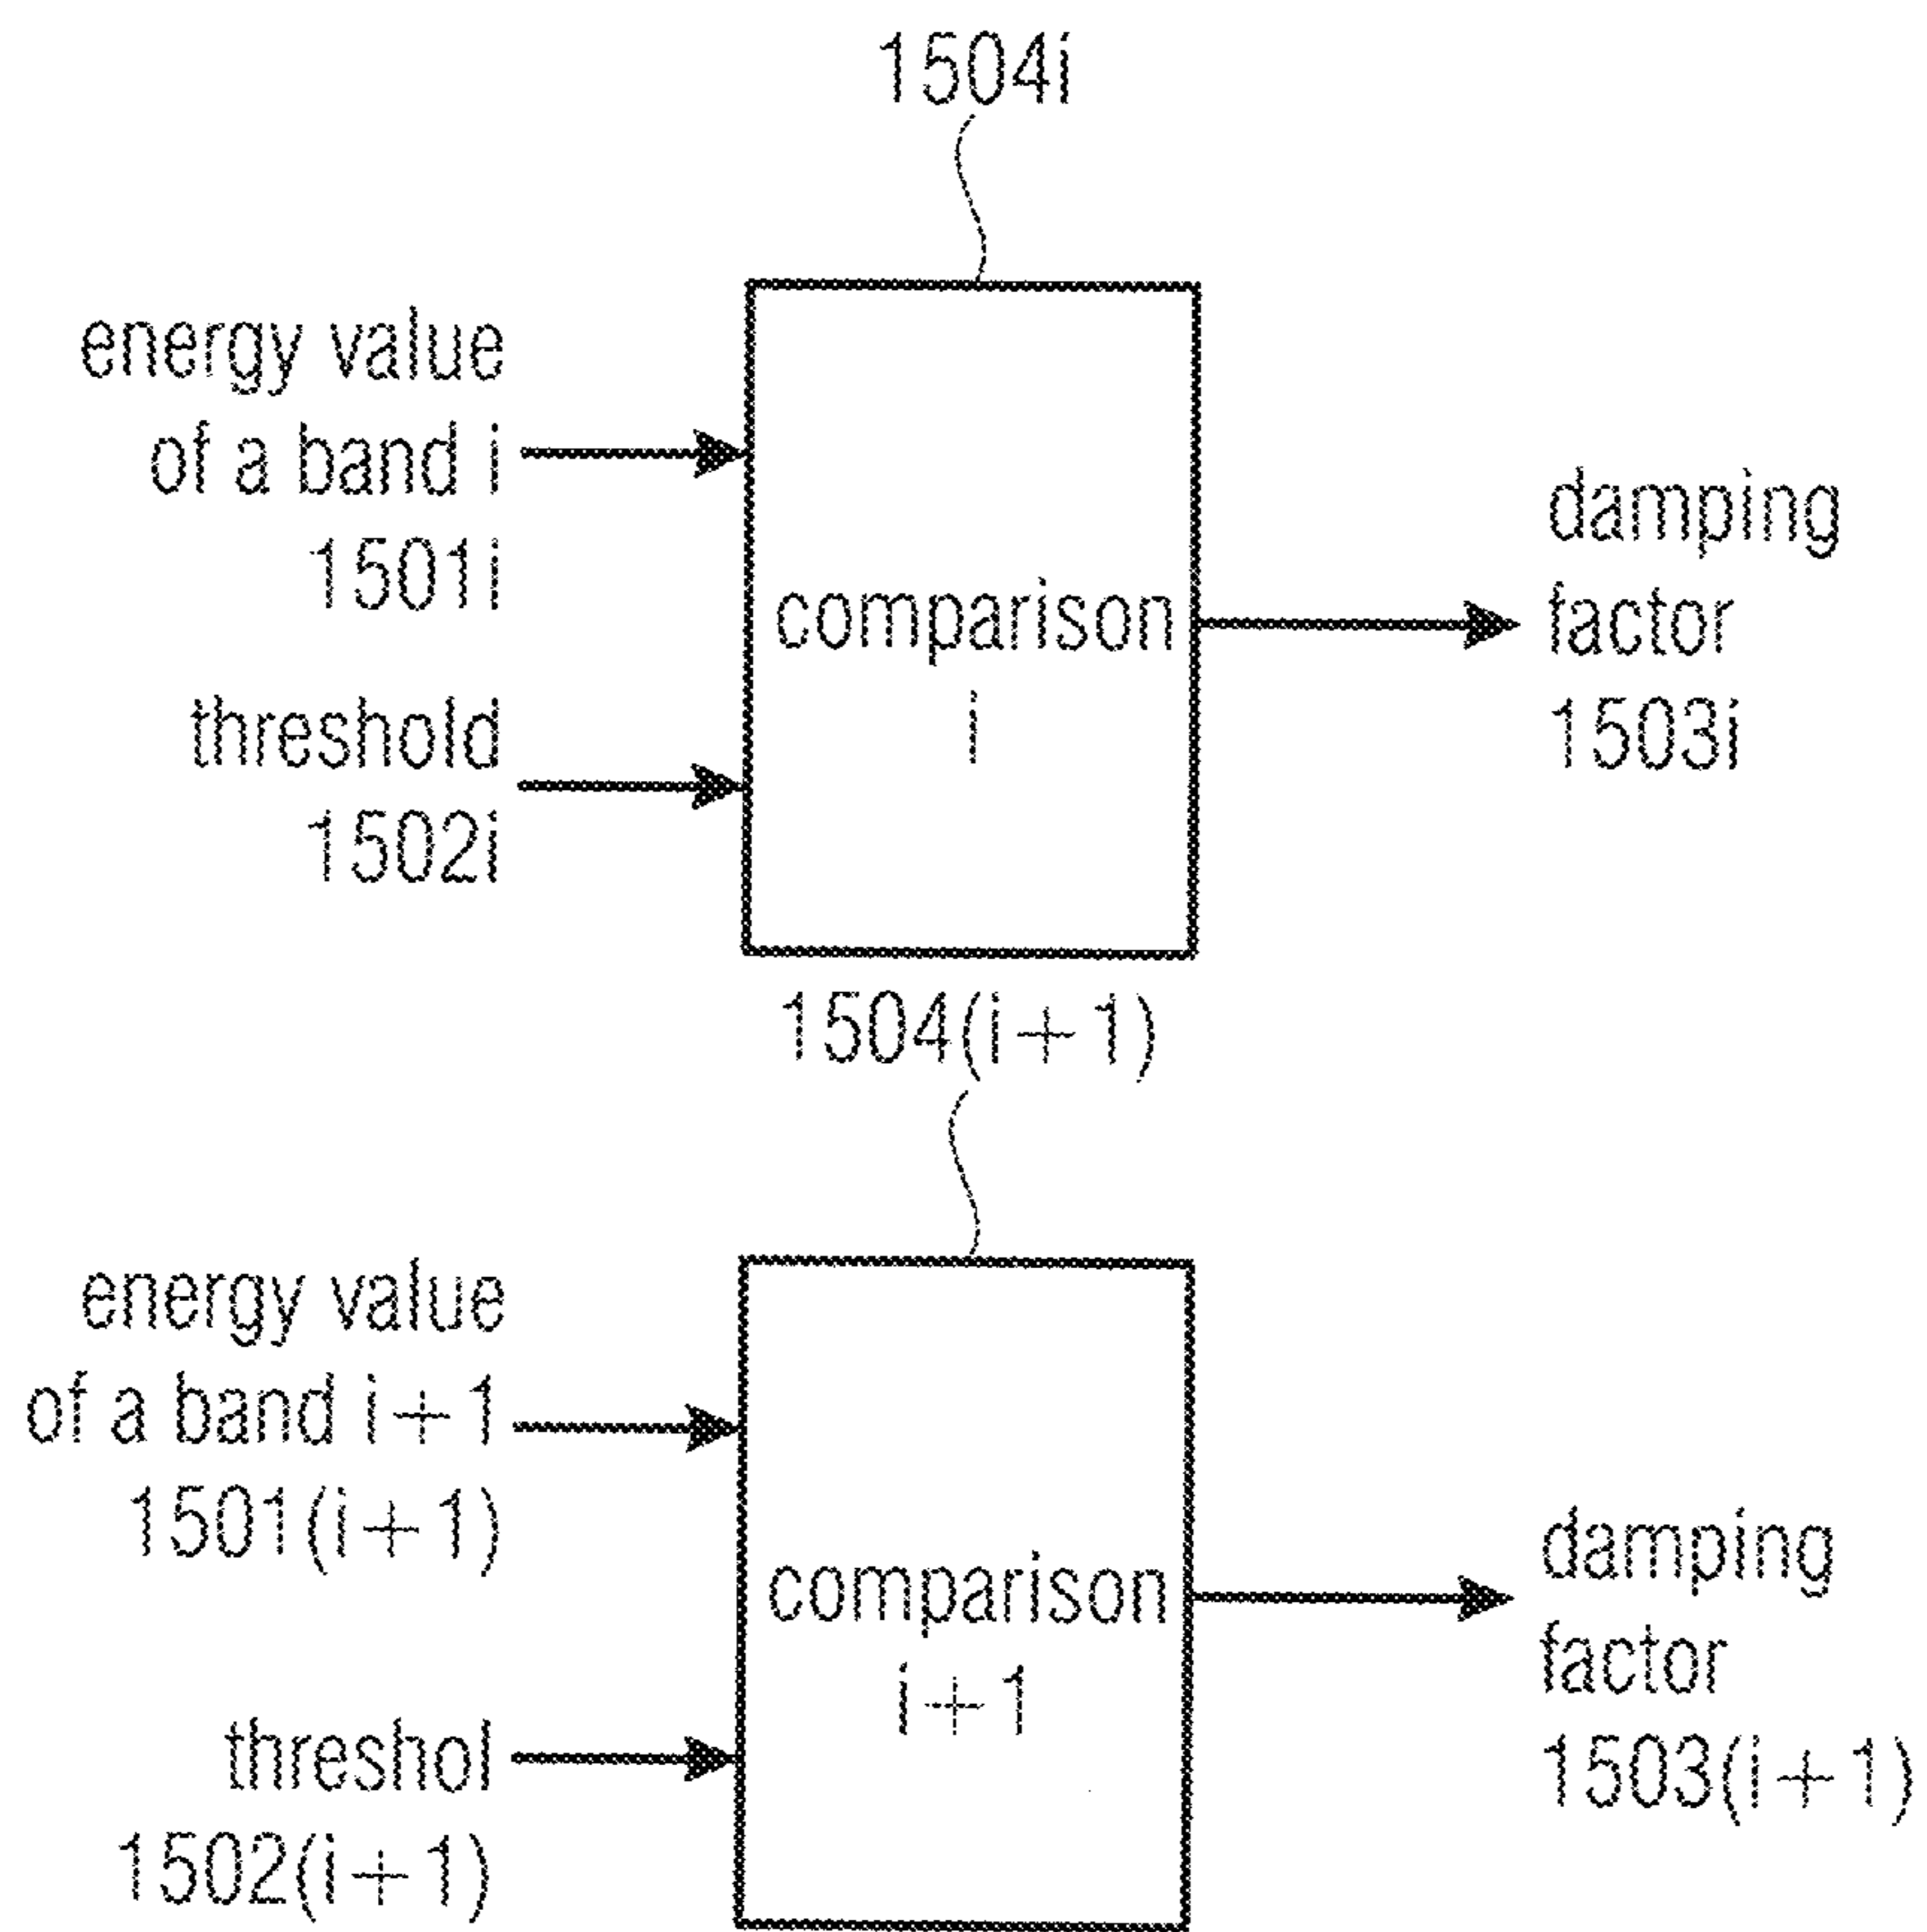 1504i
energy value
of a band i
1501i
threshold
1502i
comparison
i
damping
factor
1503i
1504(i+1)
energy value
of a band i+1
1501(i+1)
threshol
1502(i+1)
comparison
i+1
damping
factor
1503(i+1)